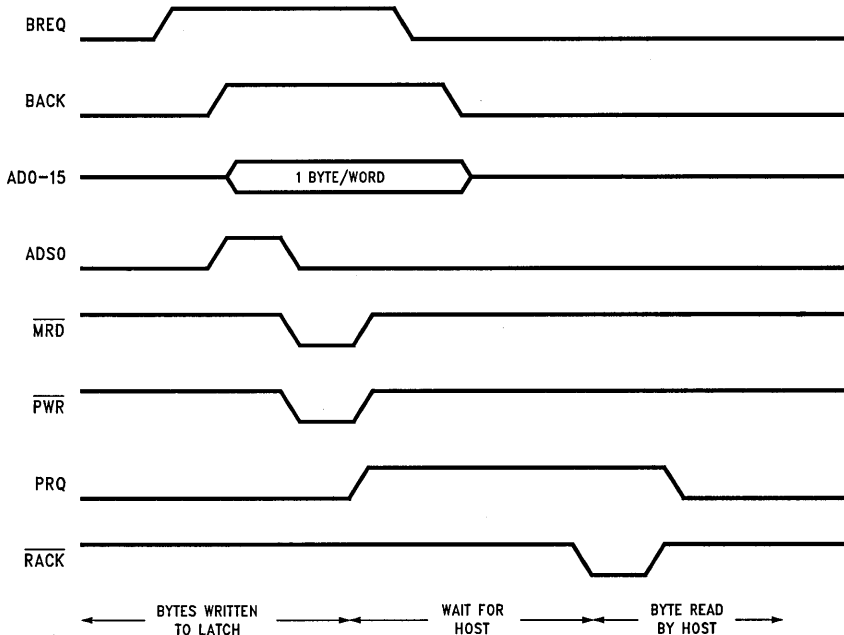 BREQ
BACK
AD0-15
1 BYTE/WORD
ADS0
MRD
PWR
PRQ
RACK
BYTES WRITTEN
TO LATCH
WAIT FOR
HOST
BYTE READ
BY HOST